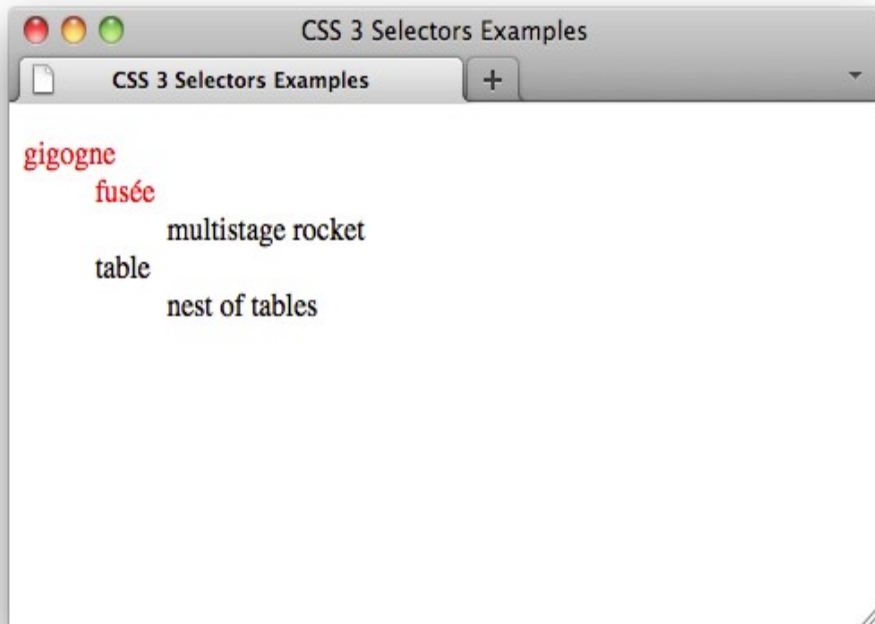 CSS 3 Selectors Examples
CSS 3 Selectors Examples +
gigogne
fusée
multistage rocket
table
nest of tables